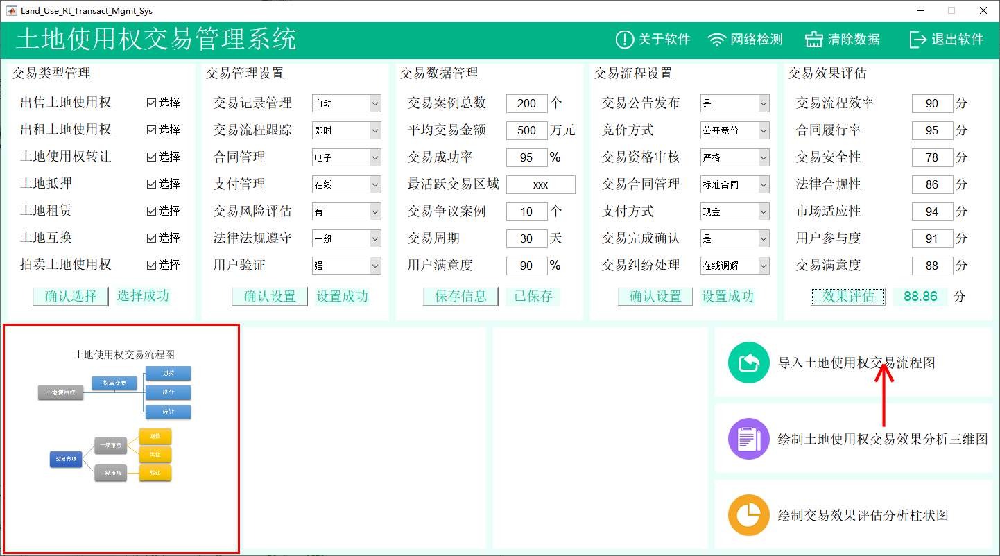 Land_Use_Rt_Transact_Mgmt_Sys
土地使用权交易管理系统
关于软件
网络检测
清除数据
退出软件
交易类型管理
出售土地使用权 选择
出租土地使用权 选择
土地使用权转让 选择
土地抵押 选择
土地租赁 选择
土地互换 选择
拍卖土地使用权 选择
确认选择 选择成功
交易管理设置
交易记录管理 自动
交易流程跟踪 即时
合同管理 电子
支付管理 在线
交易风险评估 有
法律法规遵守 一般
用户验证 强
确认设置 设置成功
交易数据管理
交易案例总数 200 个
平均交易金额 500 万元
交易成功率 95 %
最活跃交易区域 xxx
交易争议案例 10 个
交易周期 30 天
用户满意度 90 %
保存信息 已保存
交易流程设置
交易公告发布 是
竞价方式 公开竞价
交易资格审核 严格
交易合同管理 标准合同
支付方式 现金
交易完成确认 是
交易纠纷处理 在线调解
确认设置 设置成功
交易效果评估
交易流程效率 90 分
合同履行率 95 分
交易安全性 78 分
法律合规性 86 分
市场适应性 94 分
用户参与度 91 分
交易满意度 88 分
效果评估 88.86 分
土地使用权交易流程图
土地使用权
权属变更
划拨
出让
转让
交易市场
一级市场
二级市场
划拨
出让
转让
导入土地使用权交易流程图
绘制土地使用权交易效果分析三维图
绘制交易效果评估分析柱状图